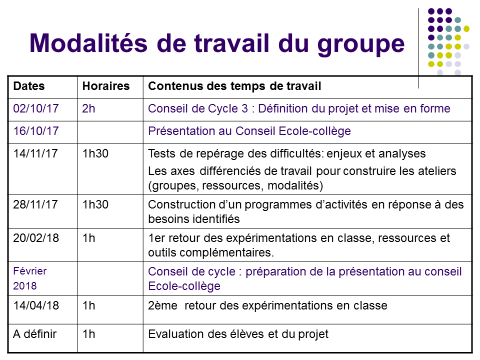 Modalités de travail du groupe
Dates Horaires Contenus des temps de travail
02/10/17 2h Conseil de Cycle 3 : Définition du projet et mise en forme
16/10/17 Présentation au Conseil Ecole-collège
14/11/17 1h30 Tests de repérage des difficultés: enjeux et analyses
Les axes différenciés de travail pour construire les ateliers
(groupes, ressources, modalités)
28/11/17 1h30 Construction d'un programmes d'activités en réponse à des
besoins identifiés
20/02/18 1h 1er retour des expérimentations en classe, ressources et
outils complémentaires.
Février Conseil de cycle : préparation de la présentation au conseil
2018 Ecole-collège
14/04/18 1h 2ème retour des expérimentations en classe
A définir 1h Evaluation des élèves et du projet